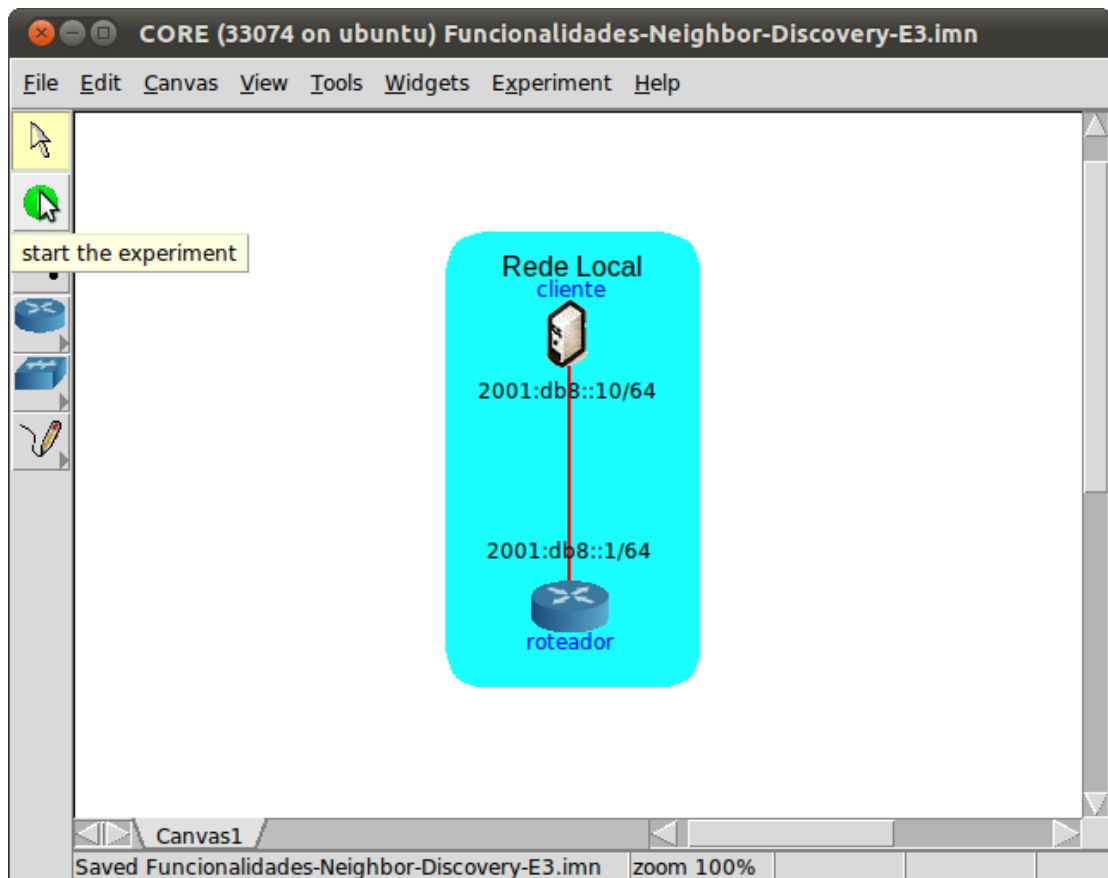 CORE (33074 on ubuntu) Funcionalidades-Neighbor-Discovery-E3.imn
File Edit Canvas View Tools Widgets Experiment Help
start the experiment
Rede Local
cliente
2001:db8::10/64
2001:db8::1/64
roteador
Canvas1
Saved Funcionalidades-Neighbor-Discovery-E3.imn zoom 100%